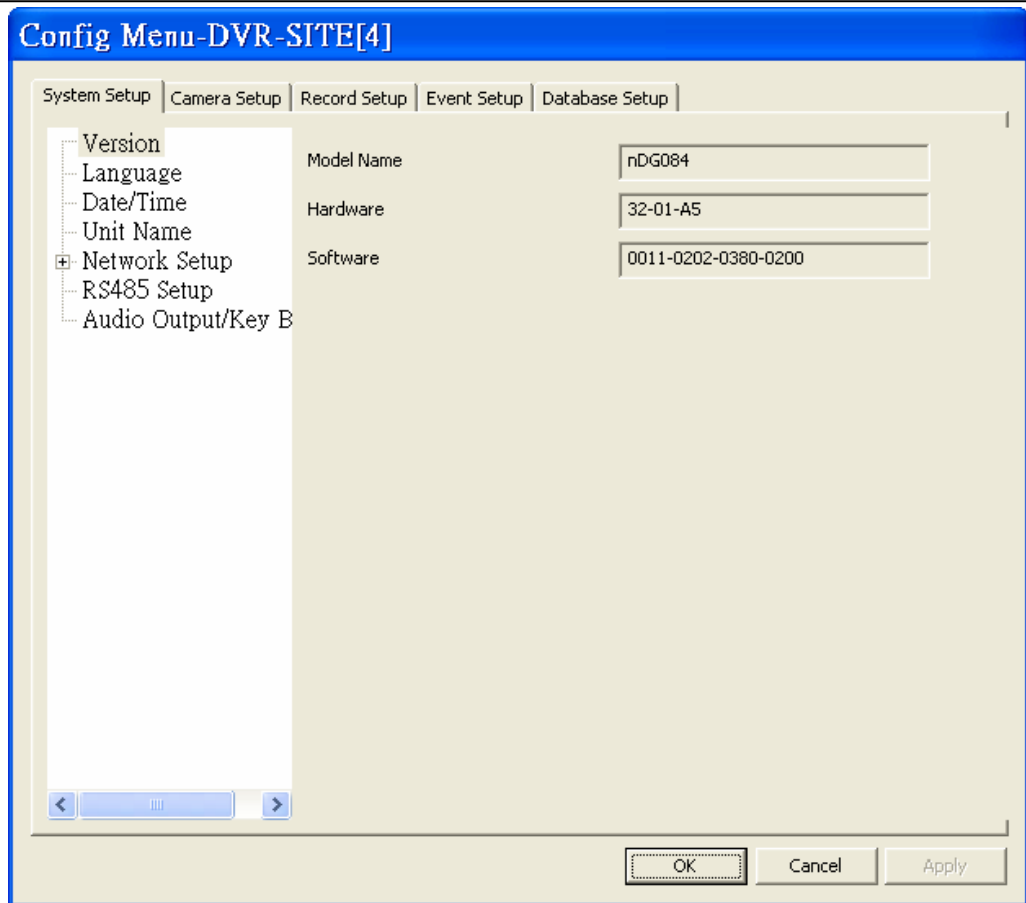 Config Menu-DVR-SITE[4]
System Setup Camera Setup Record Setup Event Setup Database Setup
Version
Language
Date/Time
Unit Name
Network Setup
RS485 Setup
Audio Output/Key B
Model Name nDG084
Hardware 32-01-A5
Software 0011-0202-0380-0200
OK Cancel Apply